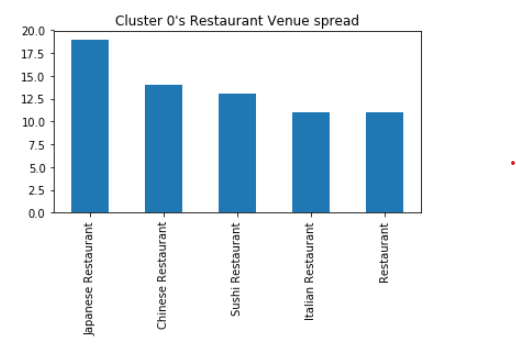 Cluster 0's Restaurant Venue spread
20.0
17.5
15.0
12.5
10.0
7.5
5.0
2.5
0.0
Japanese Restaurant
Chinese Restaurant
Sushi Restaurant
Italian Restaurant
Restaurant